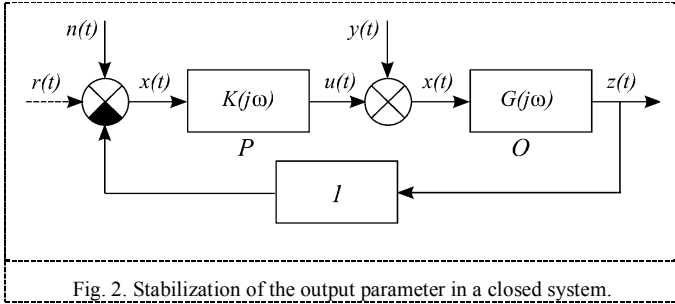 n(t)
y(t)
r(t) x(t) K(jω) u(t) x(t) G(jω) z(t)
P O
1
Fig. 2. Stabilization of the output parameter in a closed system.